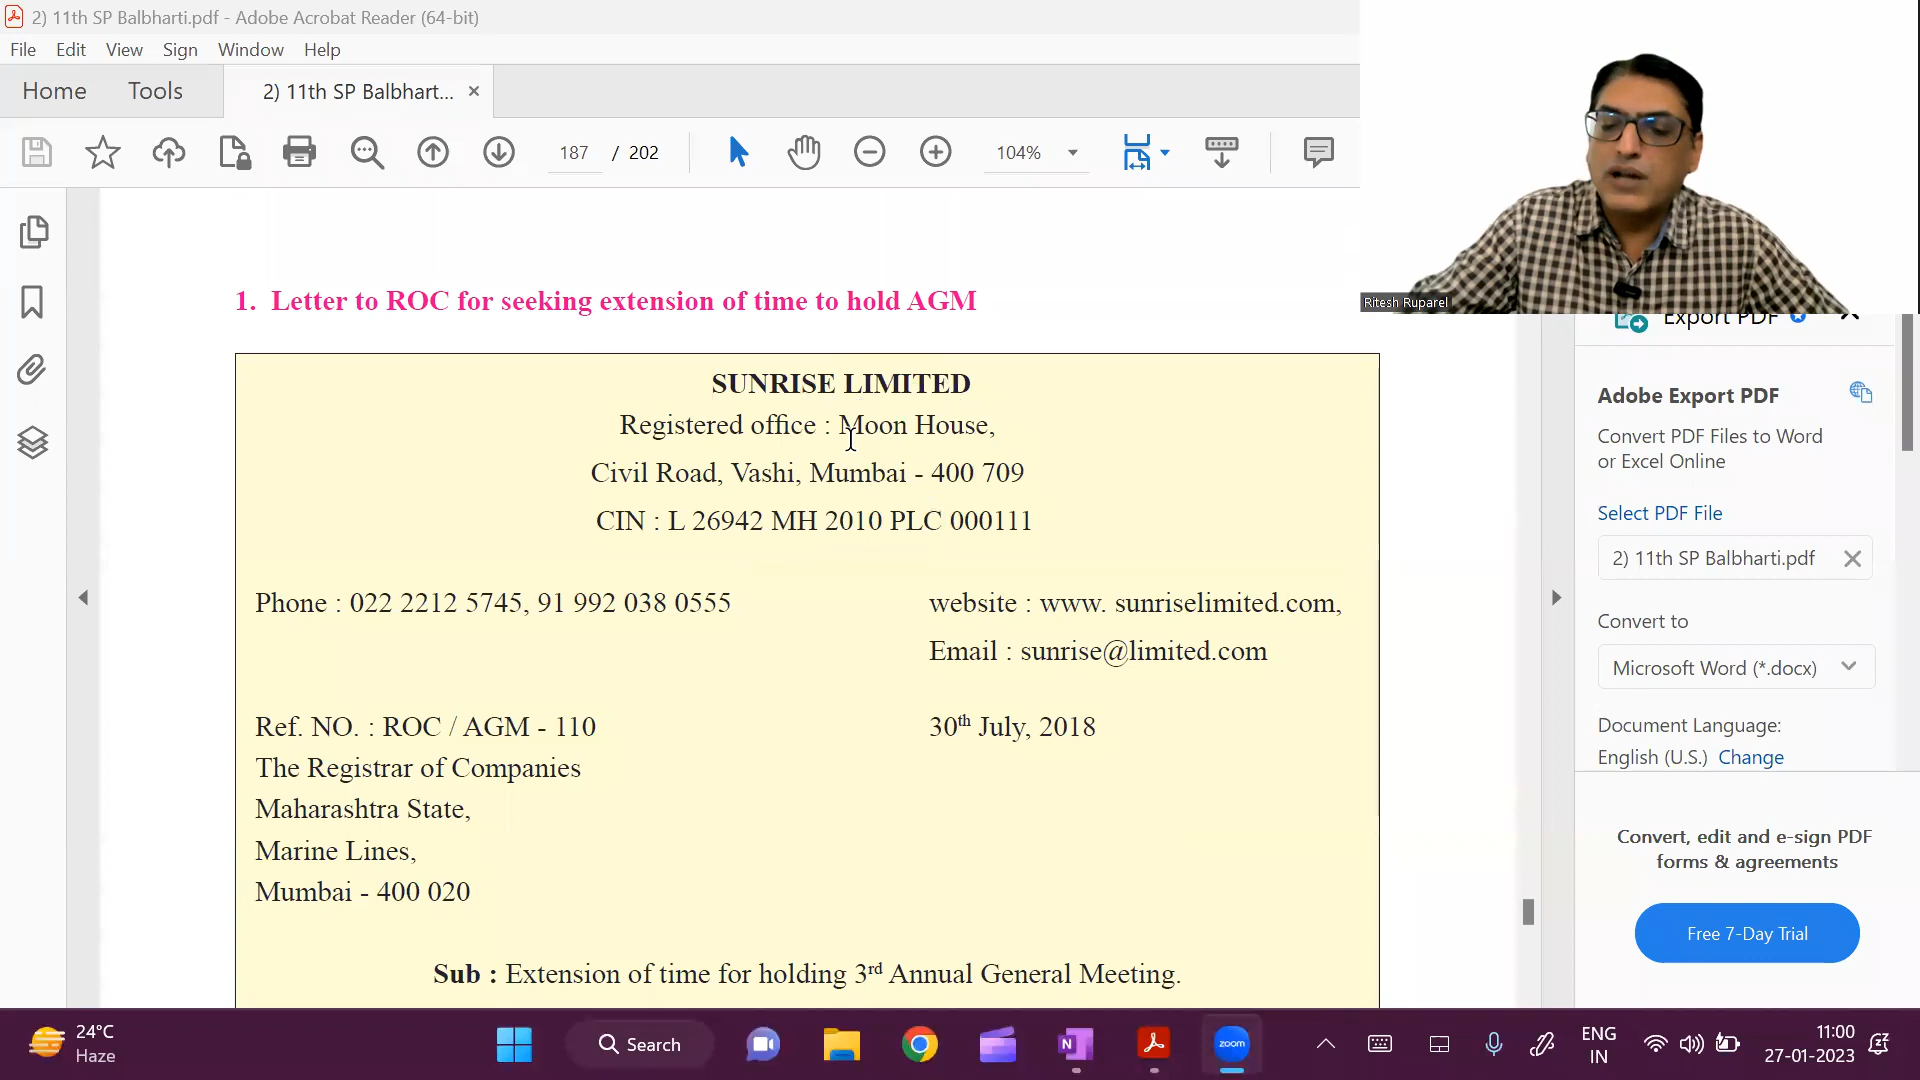 2) 11th SP Balbharti.pdf - Adobe Acrobat Reader (64-bit)
File Edit View Sign Window Help
Home Tools 2) 11th SP Balbhart... ×
187 / 202 104%
Ritesh Ruparel
1. Letter to ROC for seeking extension of time to hold AGM
SUNRISE LIMITED
Registered office : Moon House,
Civil Road, Vashi, Mumbai - 400 709
CIN : L 26942 MH 2010 PLC 000111
Phone : 022 2212 5745, 91 992 038 0555 website : www. sunriselimited.com,
Email : sunrise@limited.com
Ref. NO. : ROC / AGM - 110 30th July, 2018
The Registrar of Companies
Maharashtra State,
Marine Lines,
Mumbai - 400 020
Sub : Extension of time for holding 3rd Annual General Meeting.
Export PDF
Adobe Export PDF
Convert PDF Files to Word
or Excel Online
Select PDF File
2) 11th SP Balbharti.pdf
Convert to
Microsoft Word (*.docx)
Document Language:
English (U.S.) Change
Convert, edit and e-sign PDF
forms & agreements
Free 7-Day Trial
24°C
Haze
Search
zoom
ENG
IN
11:00
27-01-2023